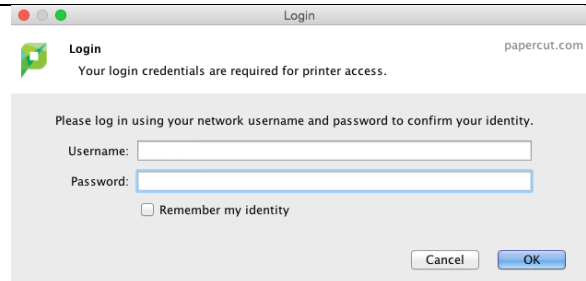 Login
Login
papercut.com
Your login credentials are required for printer access.
Please log in using your network username and password to confirm your identity.
Username:
Password:
Remember my identity
Cancel OK